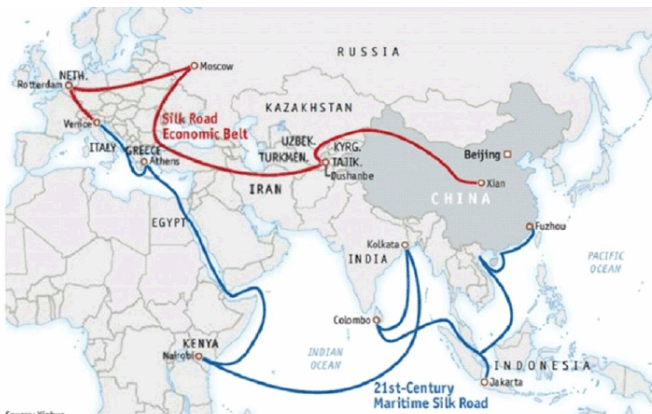 RUSSIA
Moscow
NETH.
Rotterdam
KAZAKHSTAN
Silk Road
Economic Belt
Venice
UZBEK.
KYRG.
ITALY
GREECE
TURKMEN.
TAJIK.
Beijing
Athens
Dushanbe
Xian
IRAN
CHINA
EGYPT
Fuzhou
Kolkata
INDIA
PACIFIC
OCEAN
Colombo
KENYA
Nairobi
INDIAN
OCEAN
INDONESIA
Jakarta
21st-Century
Maritime Silk Road